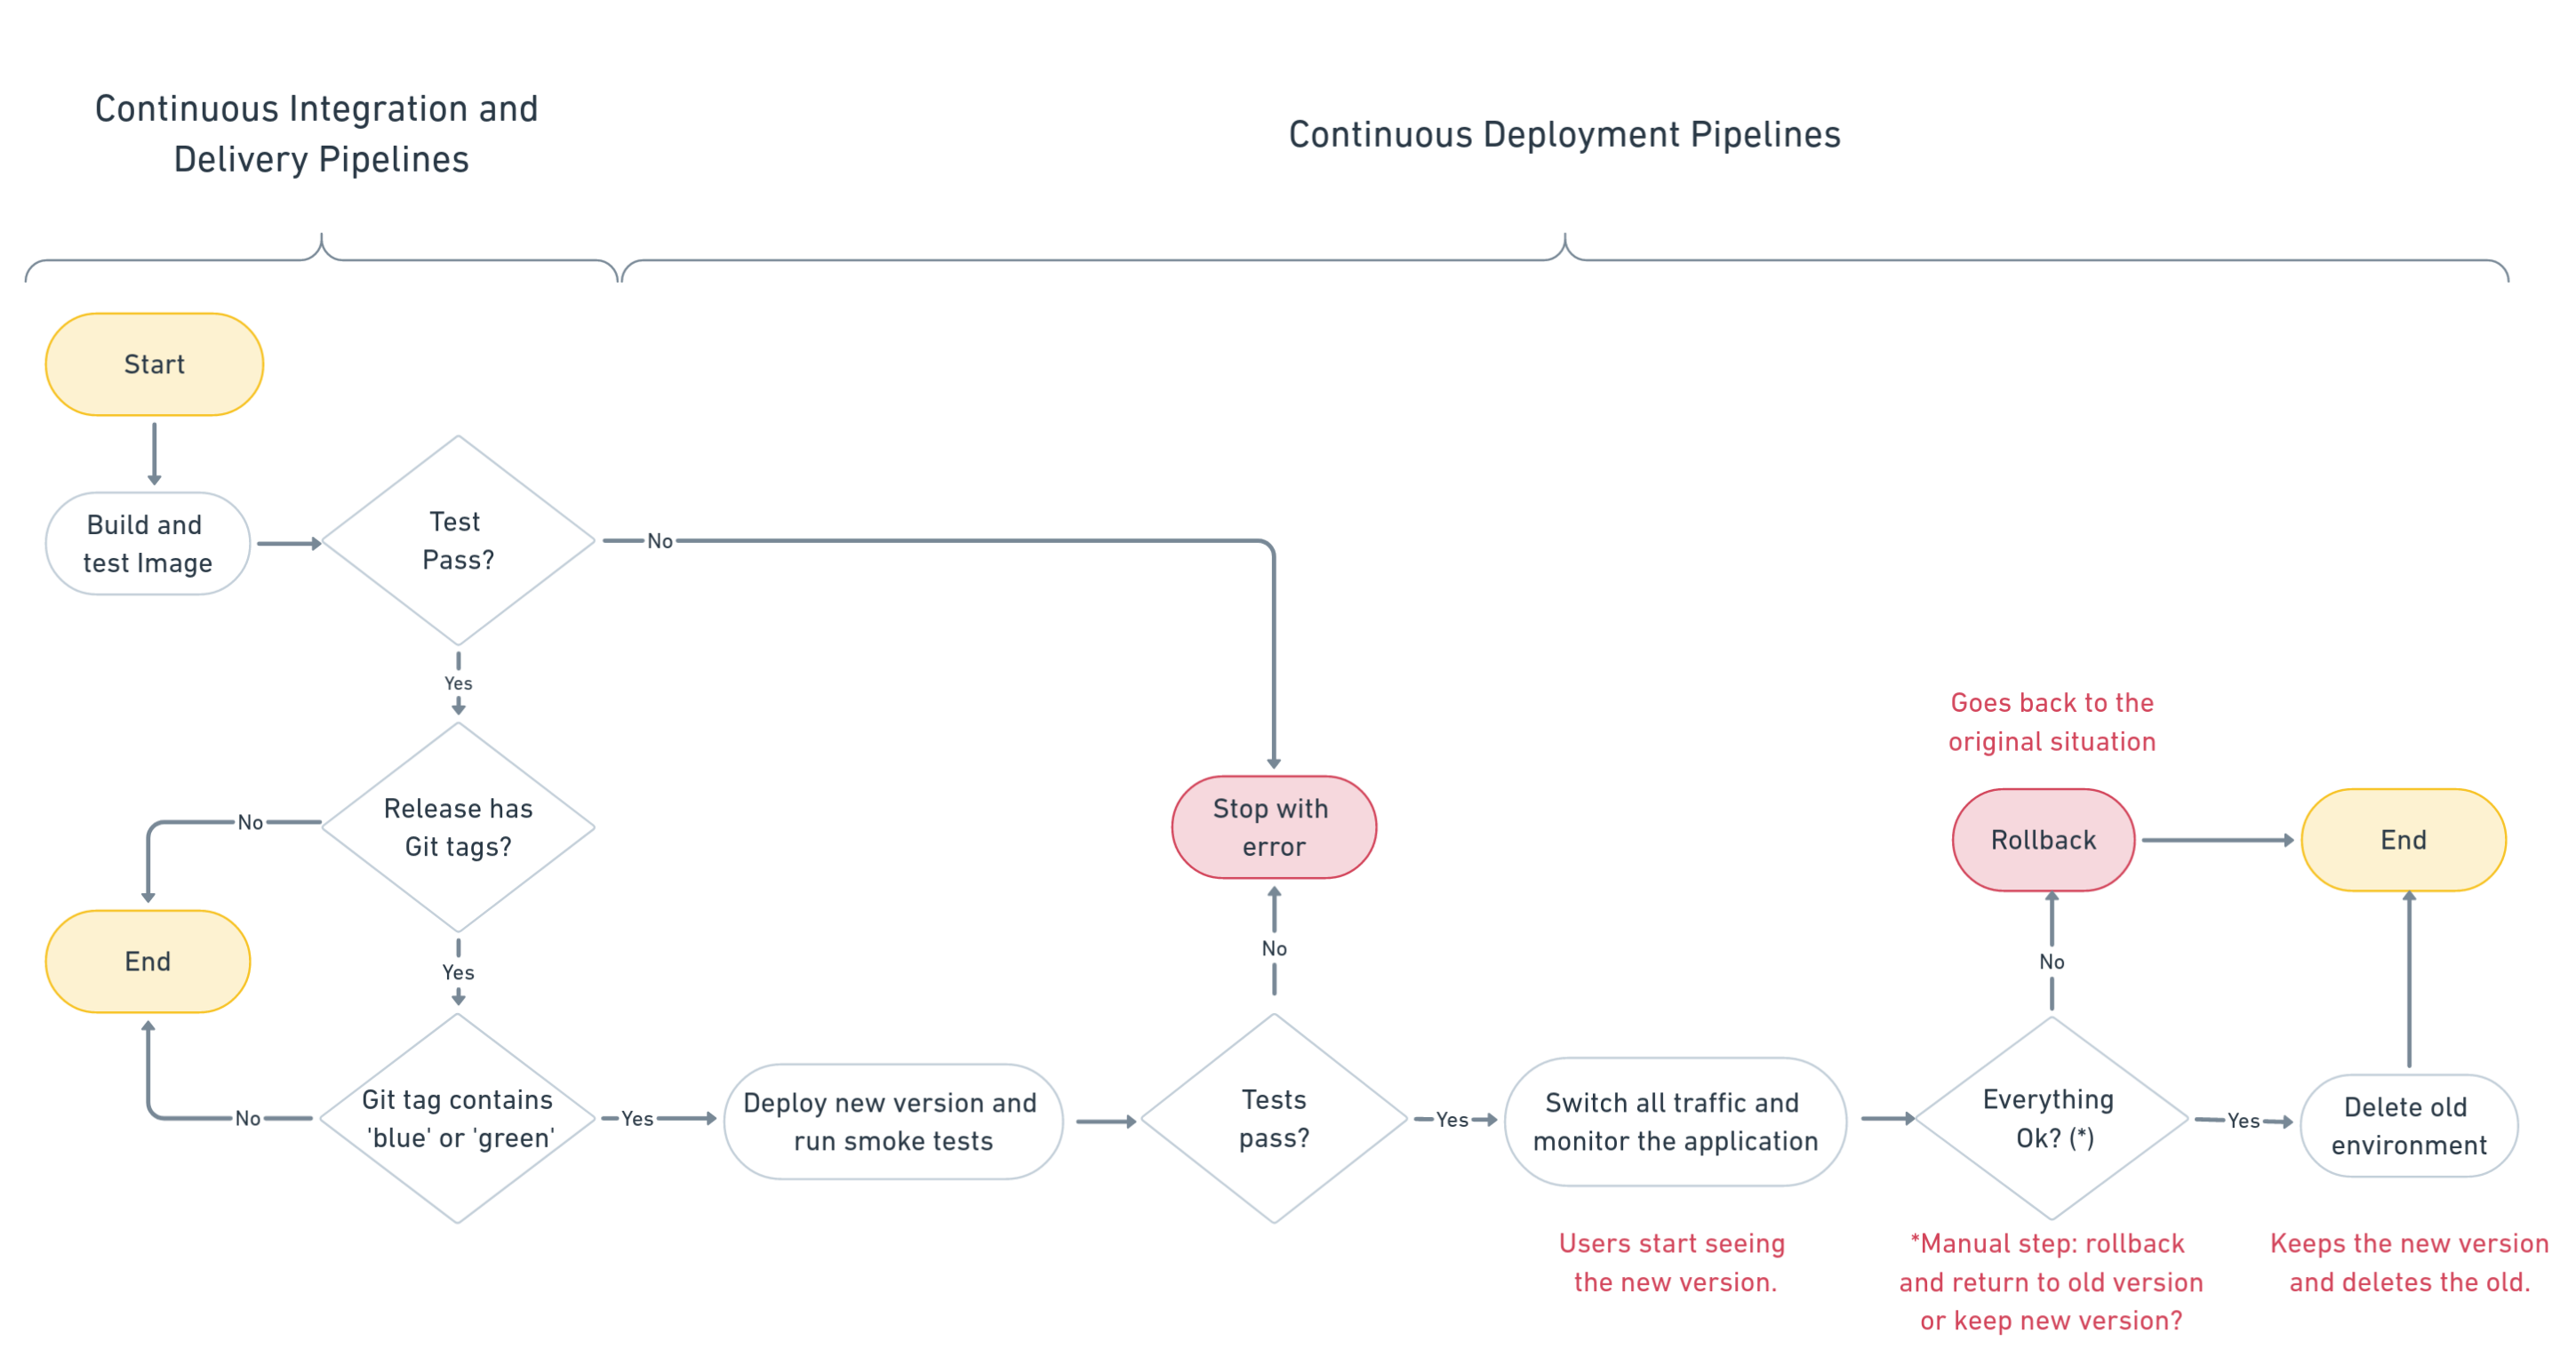 Continuous Integration and
Delivery Pipelines
Continuous Deployment Pipelines
Start
Build and
test Image
Test
Pass?
No
Yes
Release has
Git tags?
No
End
Yes
Git tag contains
'blue' or 'green'
No
Yes
Deploy new version and
run smoke tests
Tests
pass?
No
Stop with
error
Yes
Switch all traffic and
monitor the application
Users start seeing
the new version.
Everything
Ok? (*)
*Manual step: rollback
and return to old version
or keep new version?
No
Rollback
Goes back to the
original situation
Yes
Delete old
environment
Keeps the new version
and deletes the old.
End